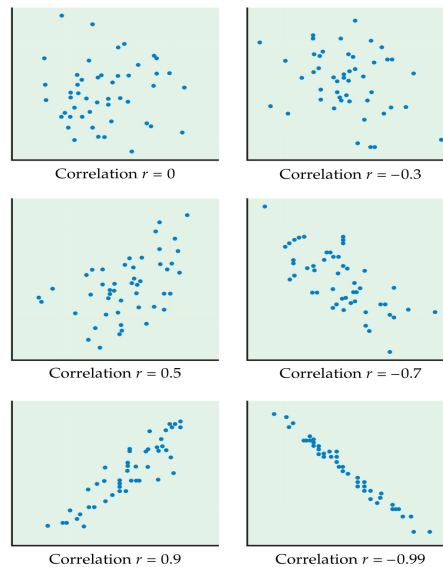 Correlation r = 0
Correlation r = −0.3
Correlation r = 0.5
Correlation r = −0.7
Correlation r = 0.9
Correlation r = −0.99